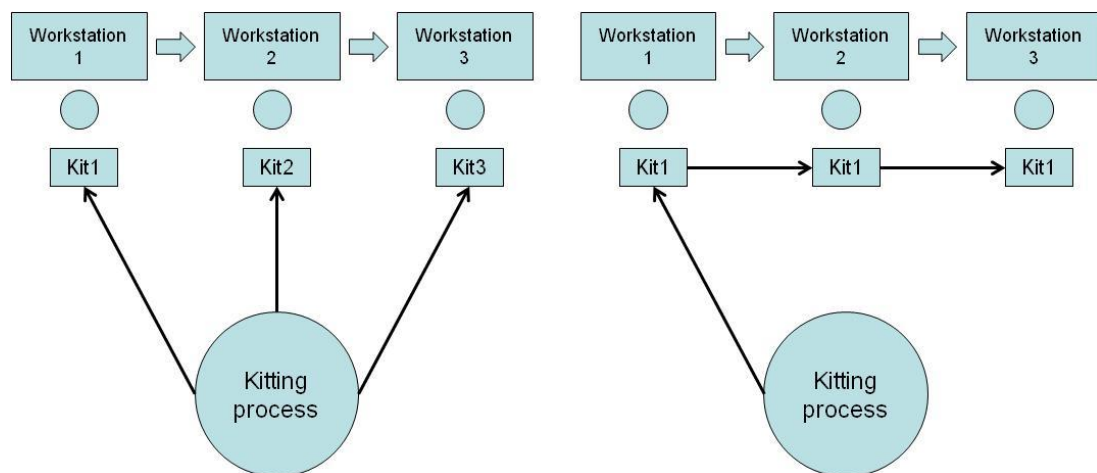 Workstation
1
Workstation
2
Workstation
3
Kit1
Kit2
Kit3
Kitting
process
Workstation
1
Workstation
2
Workstation
3
Kit1
Kit1
Kit1
Kitting
process